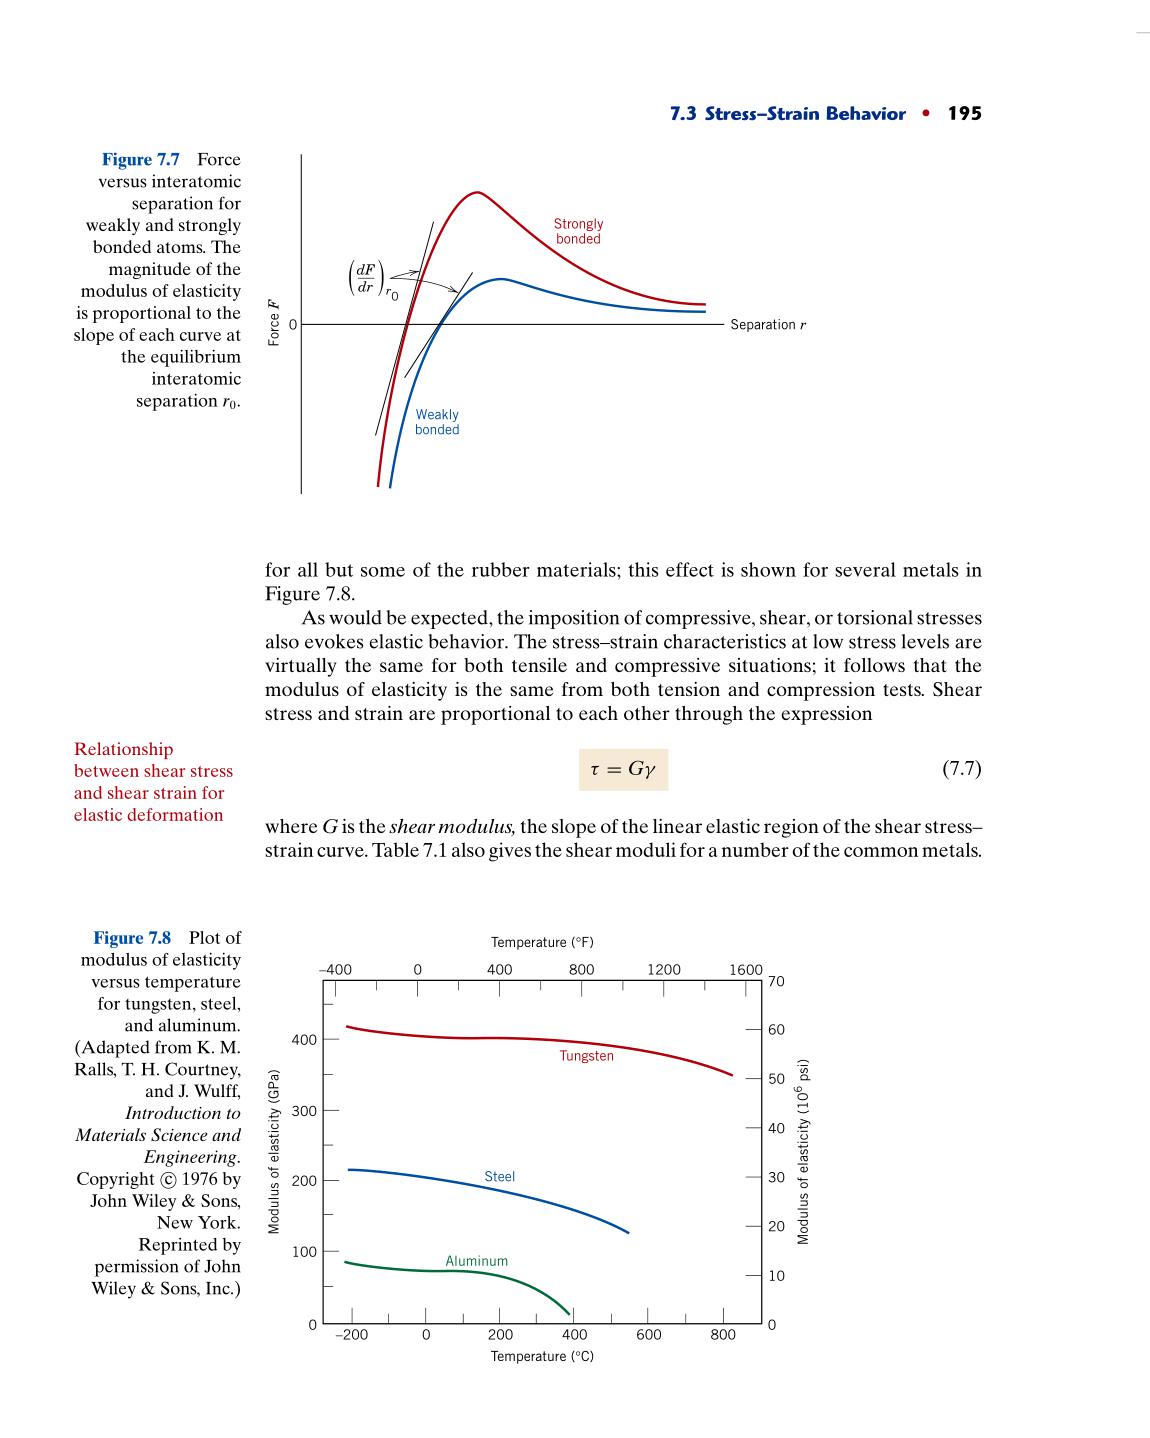 7.3 Stress–Strain Behavior • 195
Figure 7.7 Force
versus interatomic
separation for
weakly and strongly
bonded atoms. The
magnitude of the
modulus of elasticity
is proportional to the
slope of each curve at
the equilibrium
interatomic
separation r0.
Strongly
bonded
(dF/dr)r0
Force F
0
Separation r
Weakly
bonded
for all but some of the rubber materials; this effect is shown for several metals in
Figure 7.8.
As would be expected, the imposition of compressive, shear, or torsional stresses
also evokes elastic behavior. The stress–strain characteristics at low stress levels are
virtually the same for both tensile and compressive situations; it follows that the
modulus of elasticity is the same from both tension and compression tests. Shear
stress and strain are proportional to each other through the expression
Relationship
between shear stress
and shear strain for
elastic deformation
τ = Gγ (7.7)
where G is the shear modulus, the slope of the linear elastic region of the shear stress–
strain curve. Table 7.1 also gives the shear moduli for a number of the common metals.
Figure 7.8 Plot of
modulus of elasticity
versus temperature
for tungsten, steel,
and aluminum.
(Adapted from K. M.
Ralls, T. H. Courtney,
and J. Wulff,
Introduction to
Materials Science and
Engineering.
Copyright © 1976 by
John Wiley & Sons,
New York.
Reprinted by
permission of John
Wiley & Sons, Inc.)
Temperature (°F)
–400 0 400 800 1200 1600
70
60
50
40
30
20
10
0
Modulus of elasticity (10⁶ psi)
400
300
200
100
0
Modulus of elasticity (GPa)
Tungsten
Steel
Aluminum
–200 0 200 400 600 800
Temperature (°C)